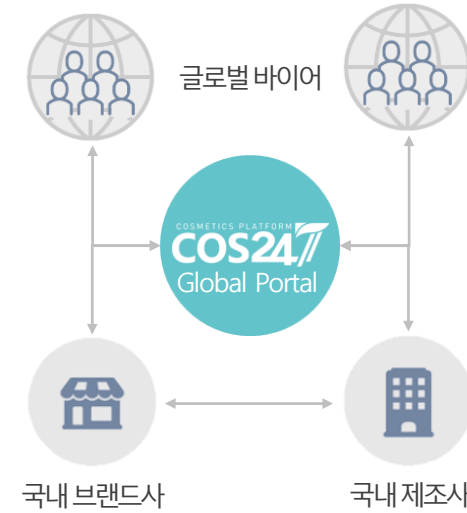 글로벌 바이어
COSMETICS PLATFORM
COS247
Global Portal
국내 브랜드사
국내 제조사